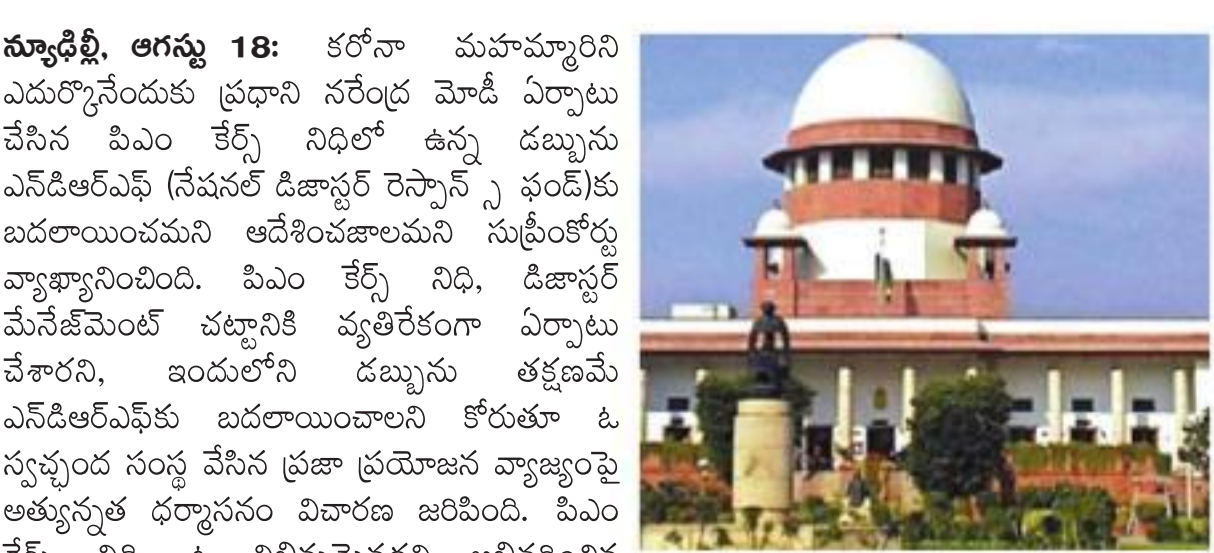 న్యూఢిల్లీ, ఆగస్టు 18: కరోనా మహమ్మారిని
ఎదుర్కొనేందుకు ప్రధాని నరేంద్ర మోడీ ఏర్పాటు
చేసిన పిఎం కేర్స్ నిధిలో ఉన్న డబ్బును
ఎన్‌డిఆర్‌ఎఫ్ (నేషనల్ డిజాస్టర్ రెస్పాన్ స్స ఫండ్)కు
బదలాయించమని ఆదేశించజాలమని సుప్రీంకోర్టు
వ్యాఖ్యానించింది. పిఎం కేర్స్ నిధి, డిజాస్టర్
మేనేజ్‌మెంట్ చట్టానికి వ్యతిరేకంగా ఏర్పాటు
చేశారని, ఇందులోని డబ్బును తక్షణమే
ఎన్‌డిఆర్‌ఎఫ్‌కు బదలాయించాలని కోరుతూ ఓ
స్వచ్ఛంద సంస్థ వేసిన ప్రజా ప్రయోజన వ్యాజ్యంపై
అత్యున్నత ధర్మాసనం విచారణ జరిపింది. పిఎం